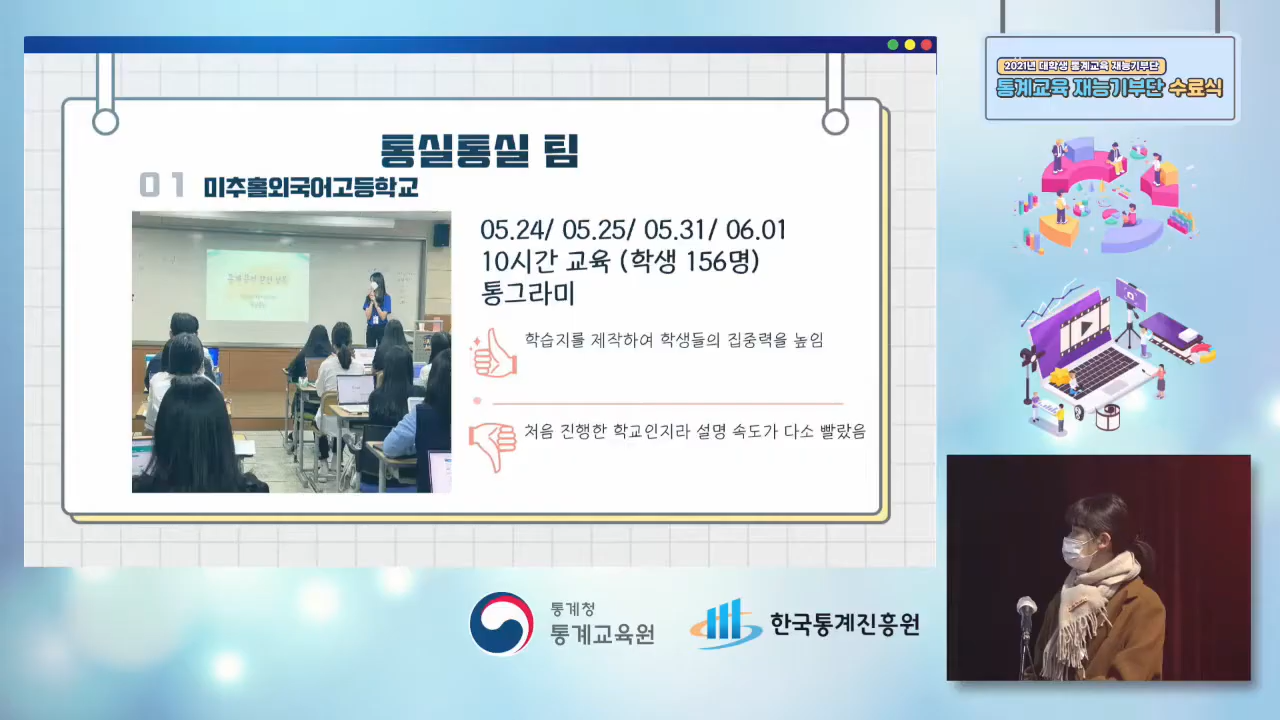 2021년 대학생 통계교육 재능기부단
통계교육 재능기부단 수료식
통실통실 팀
01 미추홀외국어고등학교
05.24/ 05.25/ 05.31/ 06.01
10시간 교육 (학생 156명)
통그라미
학습지를 제작하여 학생들의 집중력을 높임
처음 진행한 학교인지라 설명 속도가 다소 빨랐음
통계청
통계교육원
한국통계진흥원